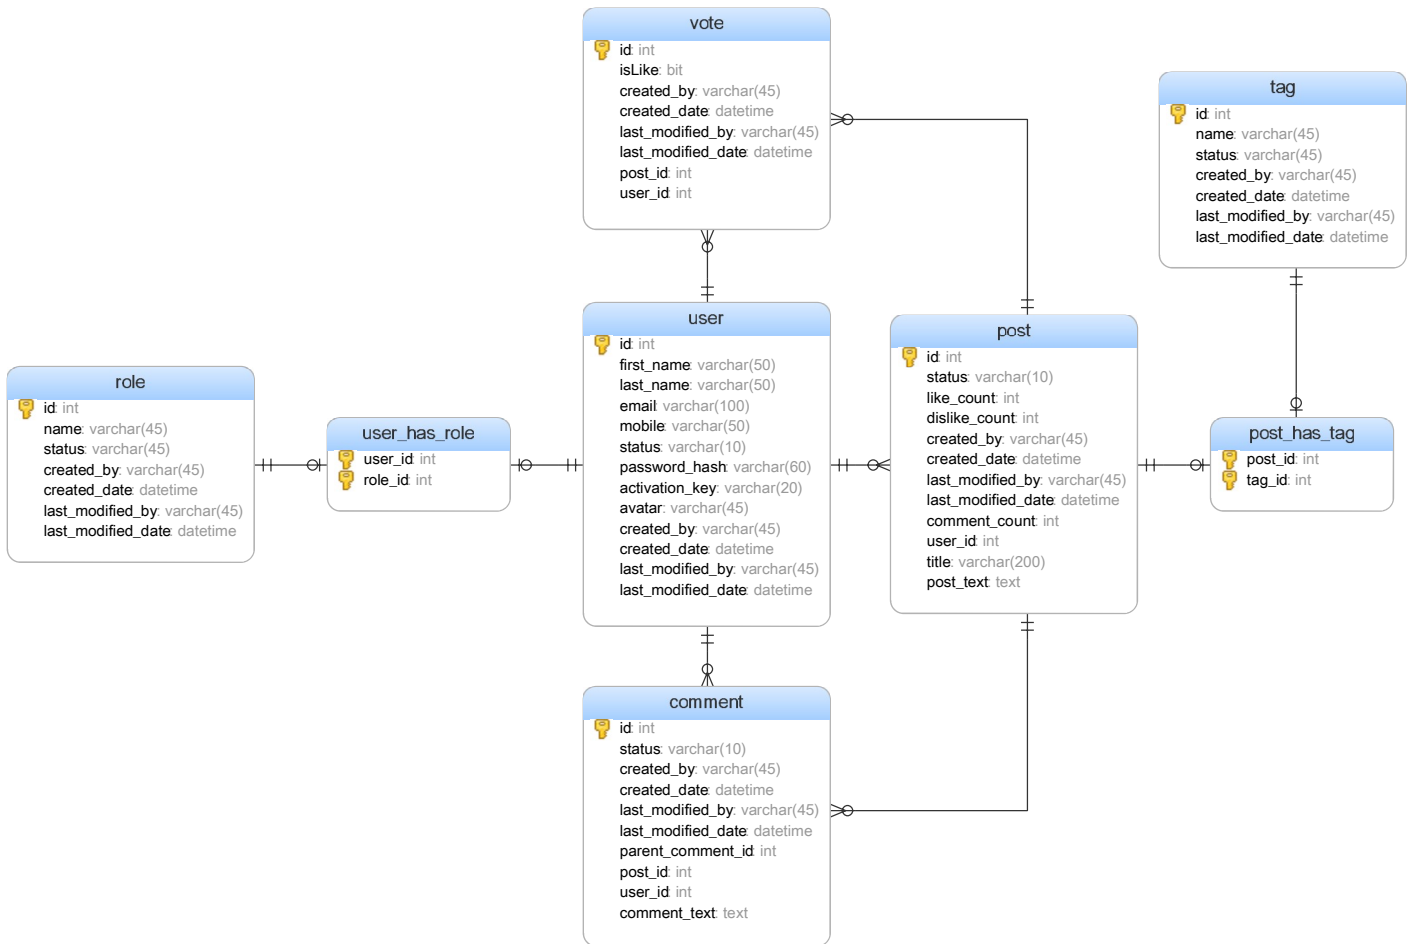 vote
id: int
isLike: bit
created_by: varchar(45)
created_date: datetime
last_modified_by: varchar(45)
last_modified_date: datetime
post_id: int
user_id: int
tag
id: int
name: varchar(45)
status: varchar(45)
created_by: varchar(45)
created_date: datetime
last_modified_by: varchar(45)
last_modified_date: datetime
user
id: int
first_name: varchar(50)
last_name: varchar(50)
email: varchar(100)
mobile: varchar(50)
status: varchar(10)
password_hash: varchar(60)
activation_key: varchar(20)
avatar: varchar(45)
created_by: varchar(45)
created_date: datetime
last_modified_by: varchar(45)
last_modified_date: datetime
post
id: int
status: varchar(10)
like_count: int
dislike_count: int
created_by: varchar(45)
created_date: datetime
last_modified_by: varchar(45)
last_modified_date: datetime
comment_count: int
user_id: int
title: varchar(200)
post_text: text
role
id: int
name: varchar(45)
status: varchar(45)
created_by: varchar(45)
created_date: datetime
last_modified_by: varchar(45)
last_modified_date: datetime
user_has_role
user_id: int
role_id: int
post_has_tag
post_id: int
tag_id: int
comment
id: int
status: varchar(10)
created_by: varchar(45)
created_date: datetime
last_modified_by: varchar(45)
last_modified_date: datetime
parent_comment_id: int
post_id: int
user_id: int
comment_text: text